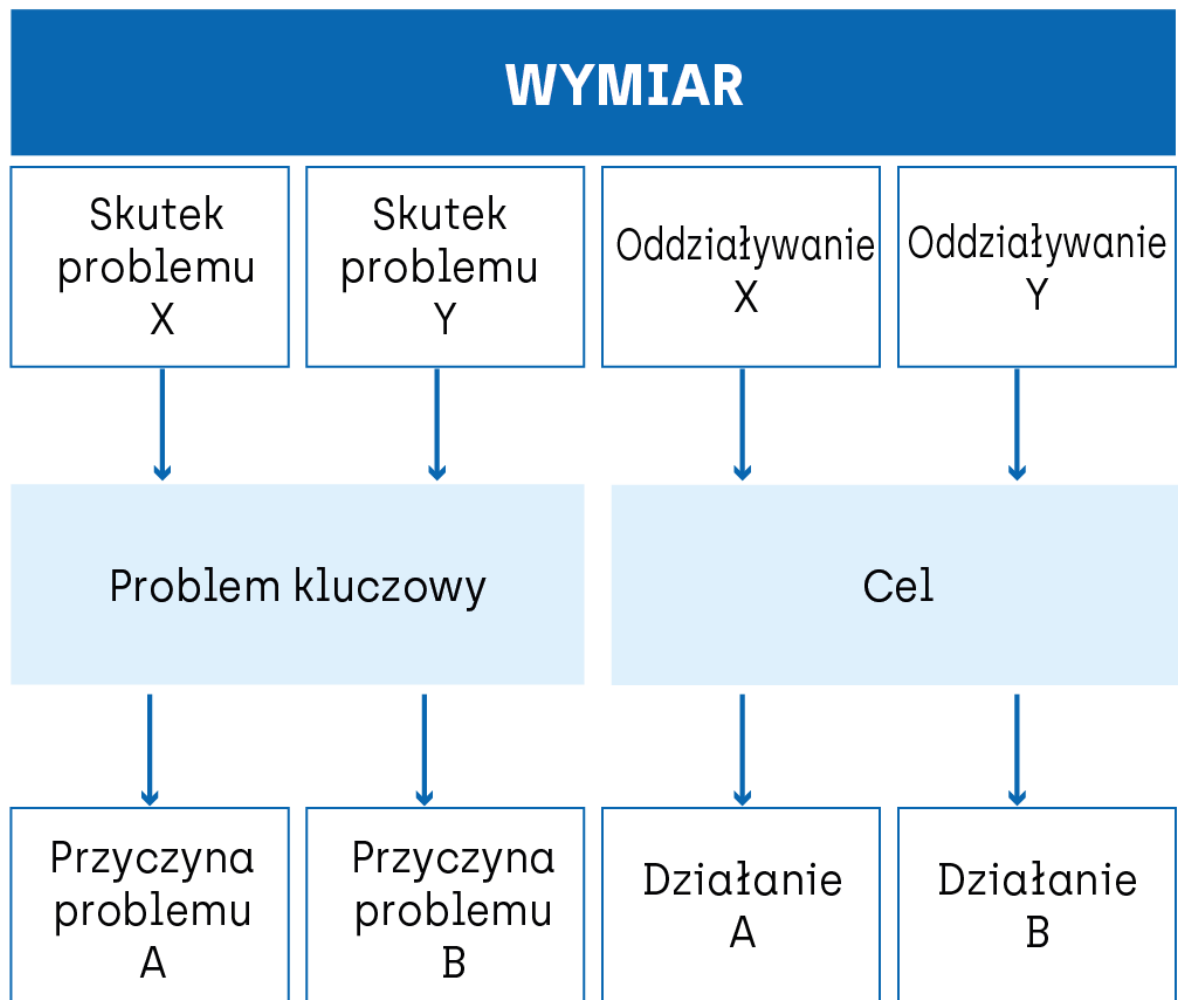 WYMIAR
Skutek
problemu
X
Skutek
problemu
Y
Oddziaływanie
X
Oddziaływanie
Y
Problem kluczowy
Cel
Przyczyna
problemu
A
Przyczyna
problemu
B
Działanie
A
Działanie
B